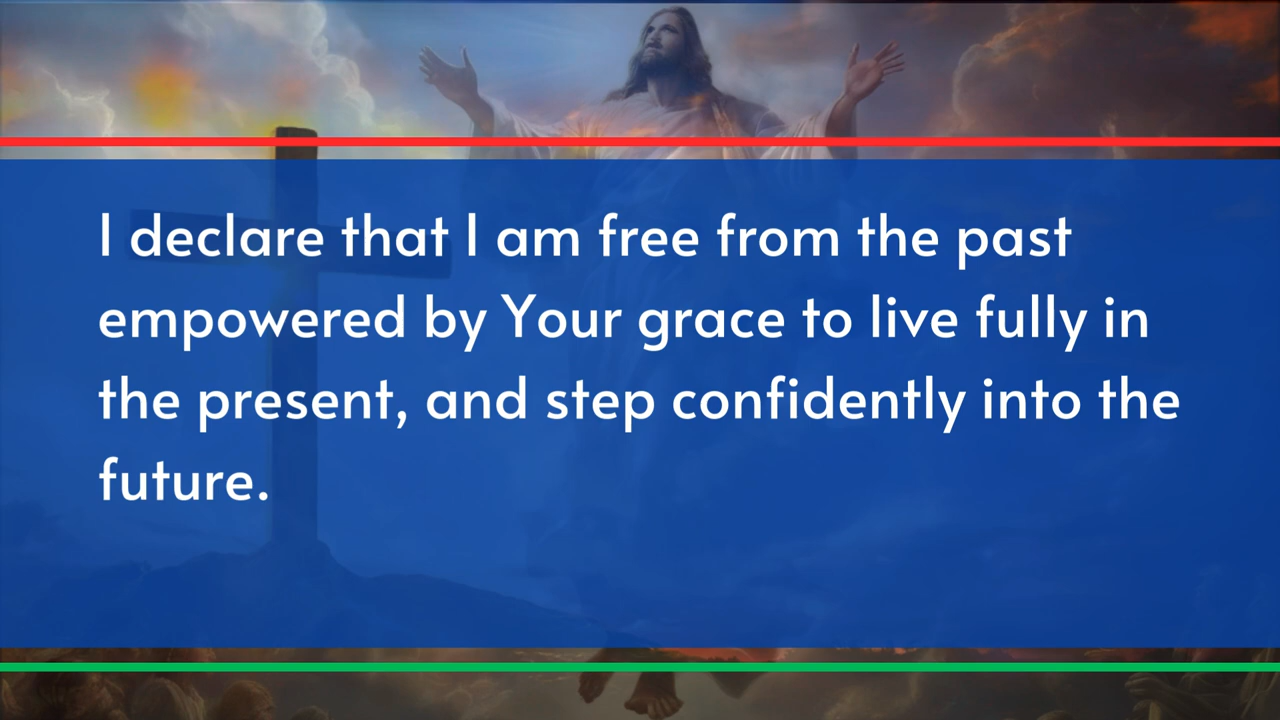 I declare that I am free from the past
empowered by Your grace to live fully in
the present, and step confidently into the
future.